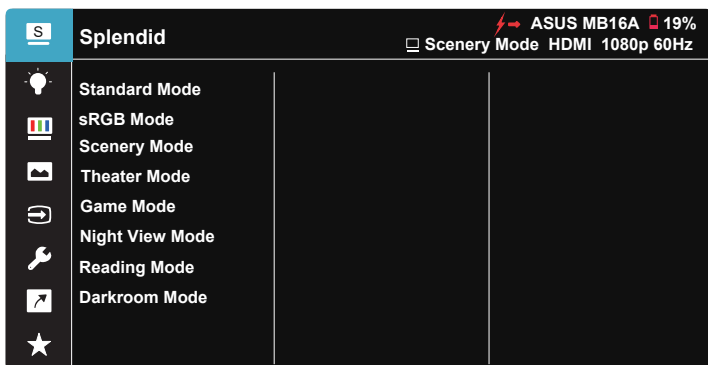 S
Splendid
ASUS MB16A 19%
Scenery Mode HDMI 1080p 60Hz
Standard Mode
sRGB Mode
Scenery Mode
Theater Mode
Game Mode
Night View Mode
Reading Mode
Darkroom Mode